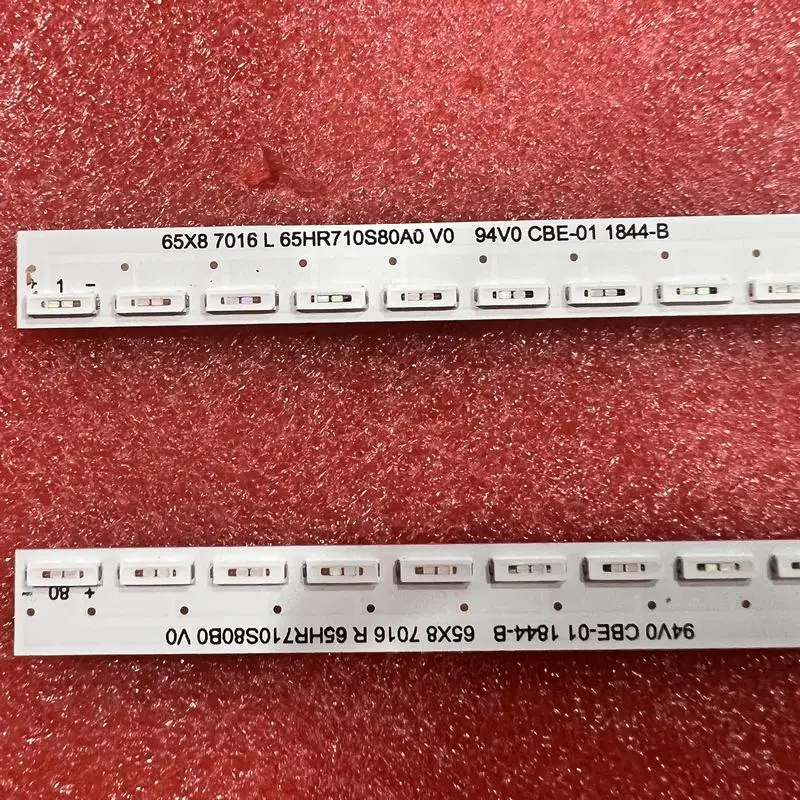 65X8 7016 L 65HR710S80A0 V0 94V0 CBE-01 1844-B
+ 1 -
80 +
94V0 CBE-01 1844-B 65X8 7016 R 65HR710S80B0 V0